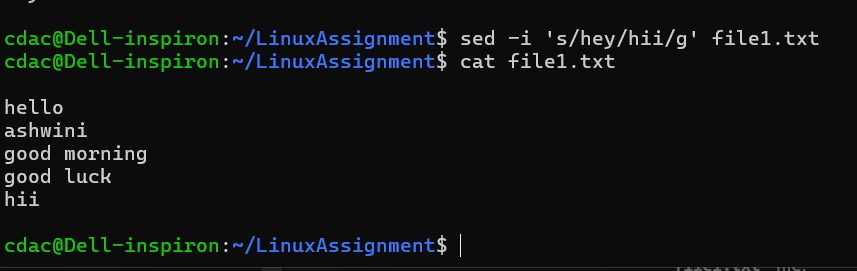 cdac@Dell-inspiron:~/LinuxAssignment$ sed -i 's/hey/hii/g' file1.txt
cdac@Dell-inspiron:~/LinuxAssignment$ cat file1.txt
hello
ashwini
good morning
good luck
hii
cdac@Dell-inspiron:~/LinuxAssignment$